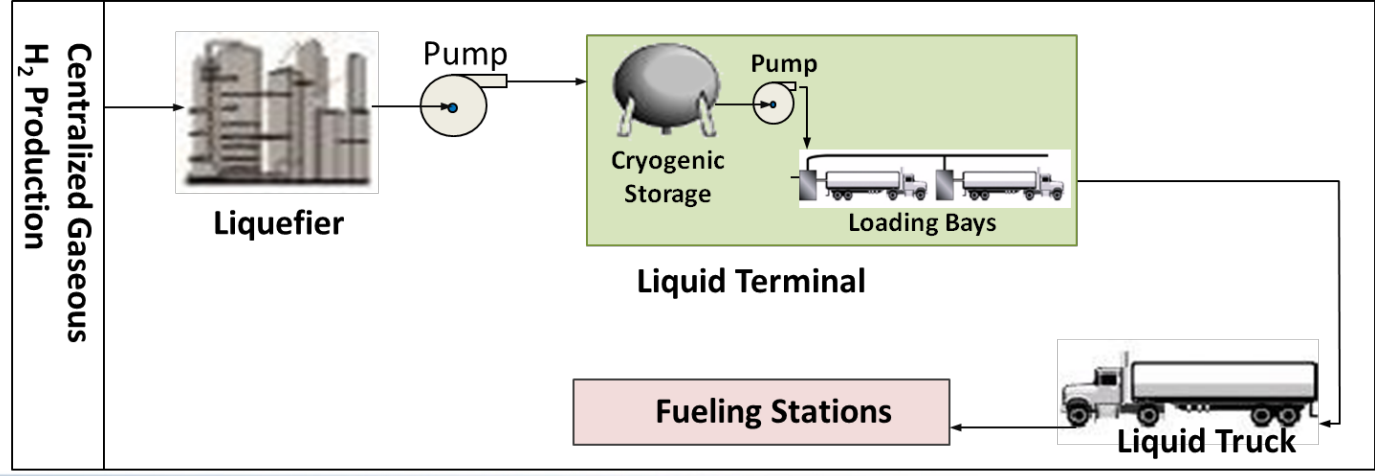 Centralized Gaseous
H₂ Production
Liquefier
Pump
Pump
Cryogenic
Storage
Loading Bays
Liquid Terminal
Liquid Truck
Fueling Stations